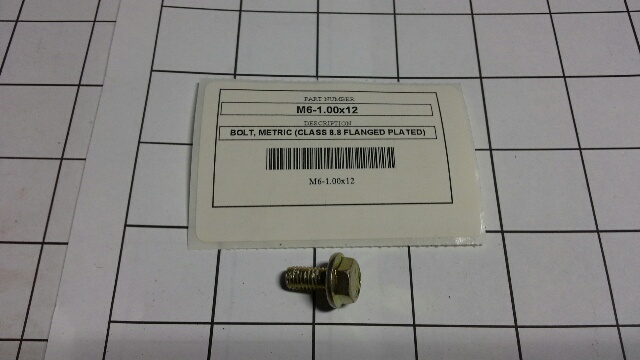 PART NUMBER
M6-1.00x12
DESCRIPTION
BOLT, METRIC (CLASS 8.8 FLANGED PLATED)
M6-1.00x12